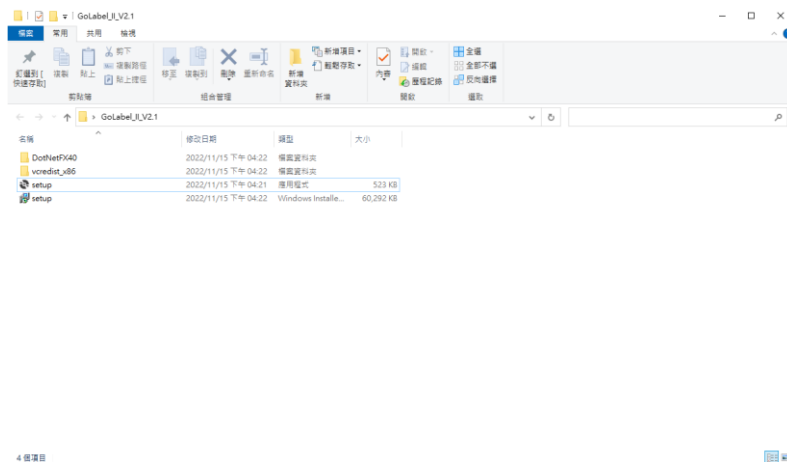 GoLabel_II_V2.1
檔案 常用 共用 檢視
釘選到 [快速存取]
複製
貼上
剪下
複製路徑
貼上捷徑
剪貼簿
移至
複製到
刪除
重新命名
組合管理
新增資料夾
新增項目
輕鬆存取
新增
內容
開啟
編輯
歷程記錄
開啟
全選
全部不選
反向選擇
選取
GoLabel_II_V2.1
名稱 修改日期 類型 大小
DotNetFX40 2022/11/15 下午 04:22 檔案資料夾
vcredist_x86 2022/11/15 下午 04:22 檔案資料夾
setup 2022/11/15 下午 04:21 應用程式 523 KB
setup 2022/11/15 下午 04:22 Windows Installe... 60,292 KB
4 個項目